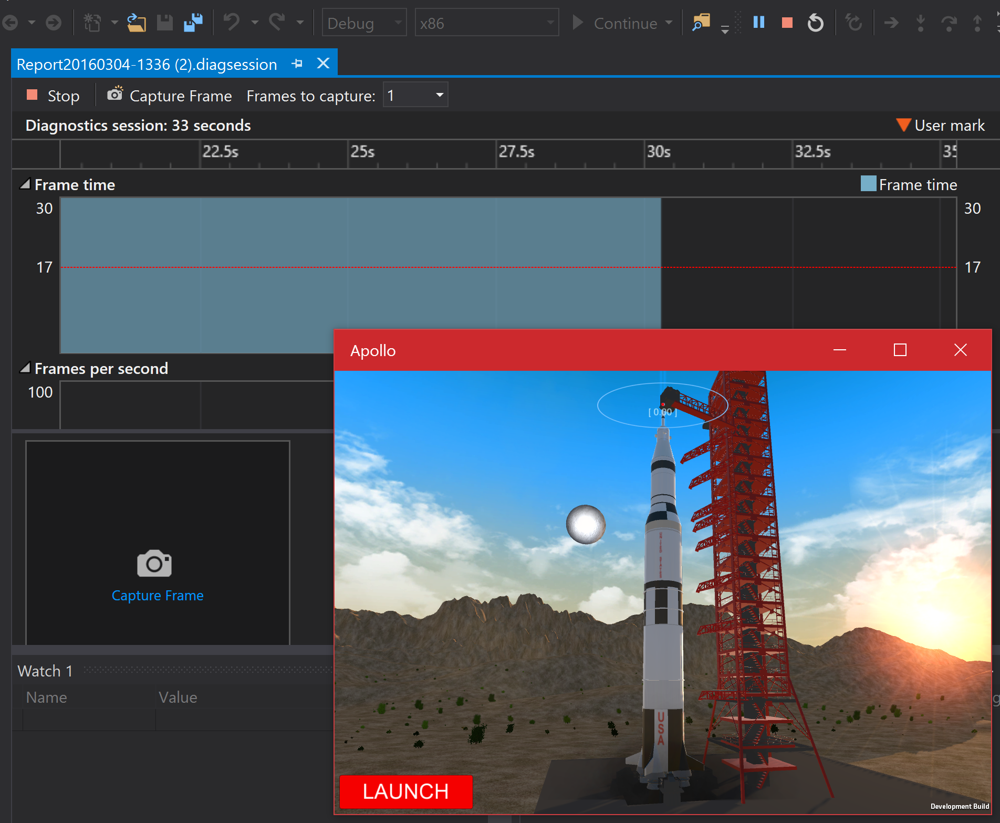 Debug
x86
Continue
Report20160304-1336 (2).diagsession
Stop
Capture Frame
Frames to capture:
1
Diagnostics session: 33 seconds
User mark
22.5s
25s
27.5s
30s
32.5s
35
Frame time
Frame time
30
30
17
17
Apollo
Frames per second
100
[ 0.00 ]
UNITED STATES
Capture Frame
Watch 1
Name
Value
USA
LAUNCH
Development Build